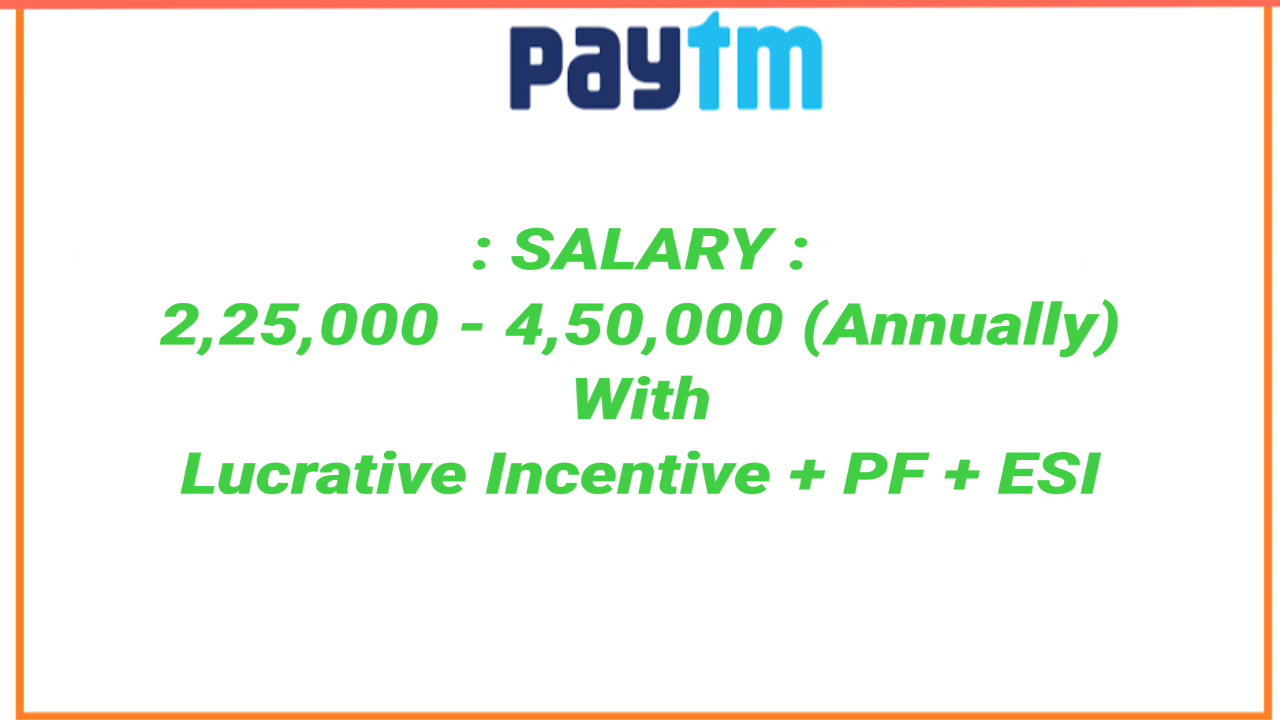 paytm
: SALARY :
2,25,000 - 4,50,000 (Annually)
With
Lucrative Incentive + PF + ESI